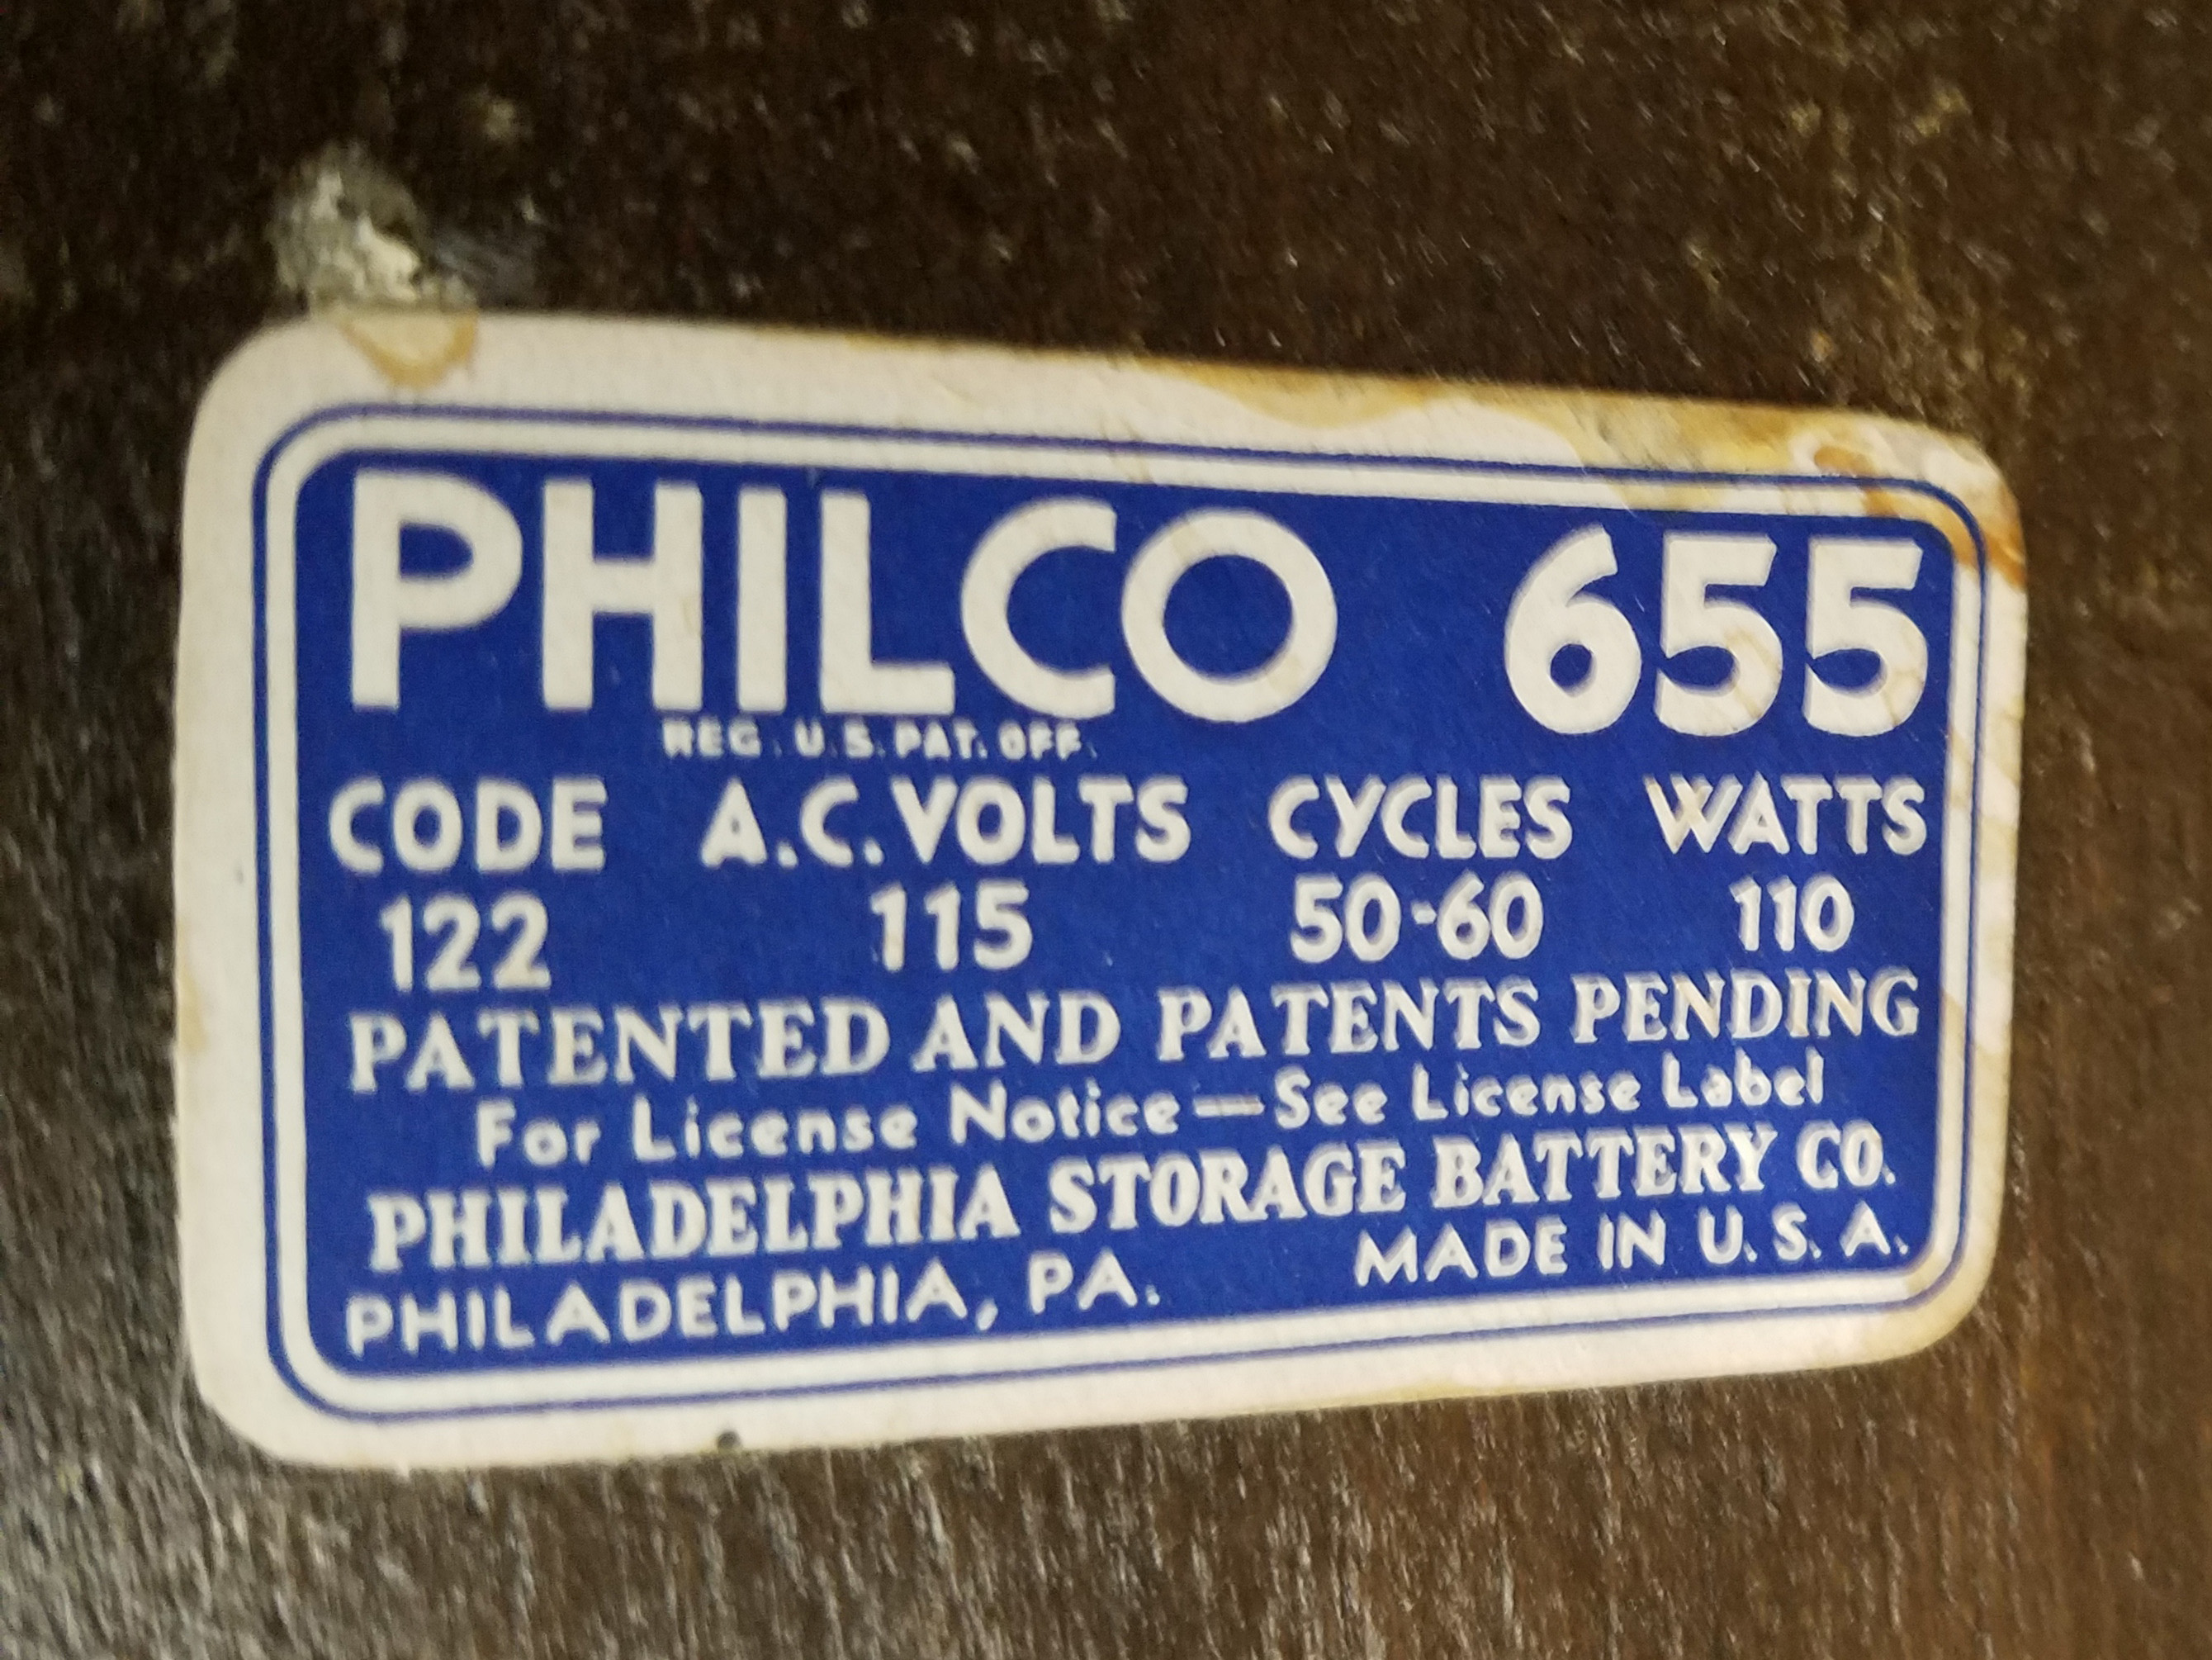 PHILCO 655
REG. U.S. PAT. OFF.
CODE A.C. VOLTS CYCLES WATTS
122 115 50-60 110
PATENTED AND PATENTS PENDING
For License Notice—See License Label
PHILADELPHIA STORAGE BATTERY CO.
PHILADELPHIA, PA. MADE IN U. S. A.